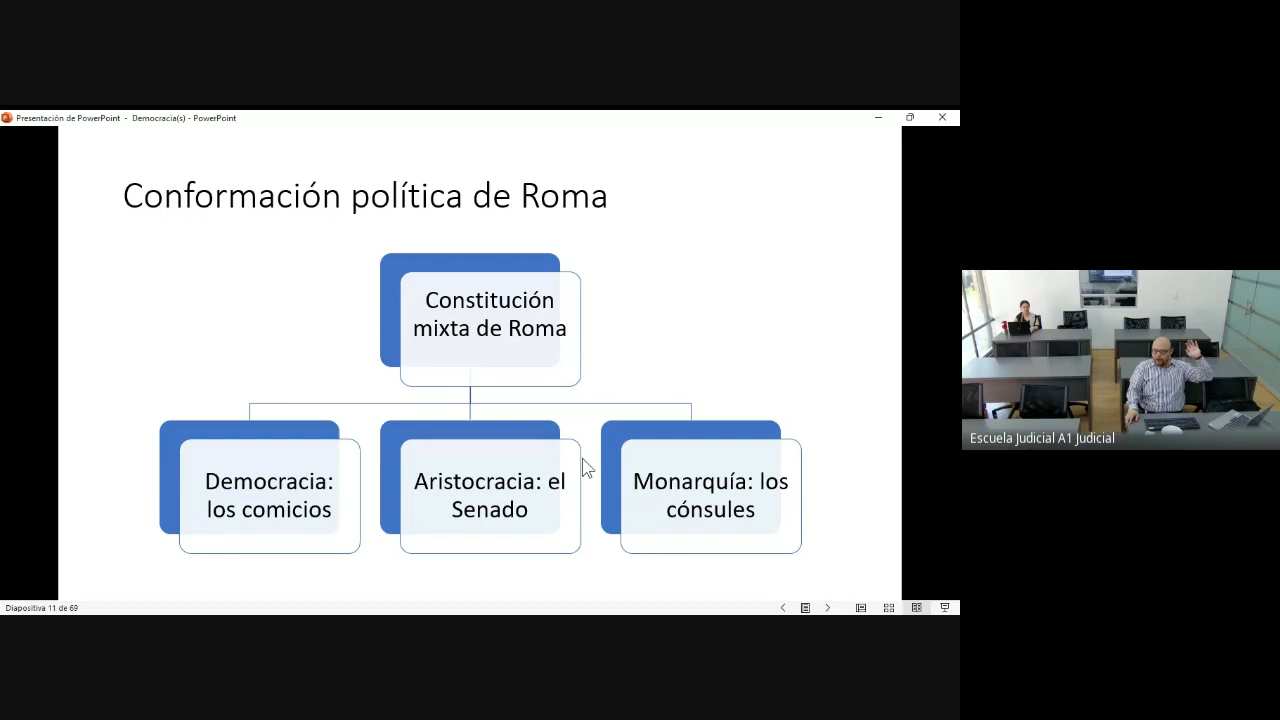 Presentación de PowerPoint - Democracia(s) - PowerPoint
Conformación política de Roma
Constitución
mixta de Roma
Democracia:
los comicios
Aristocracia: el
Senado
Monarquía: los
cónsules
Escuela Judicial A1 Judicial
Diapositiva 11 de 69